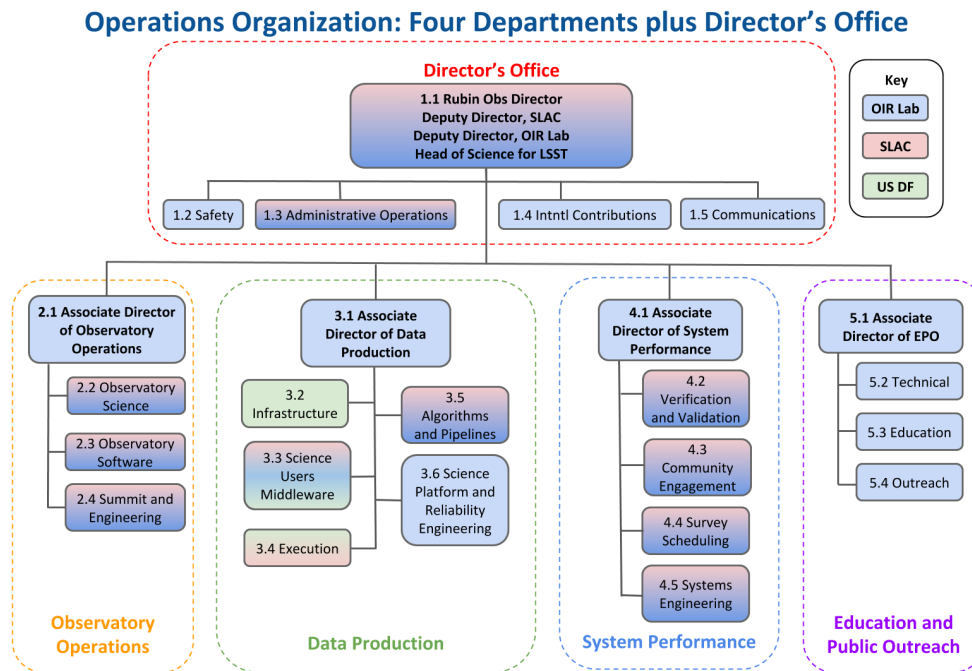 Operations Organization: Four Departments plus Director's Office
Director's Office
1.1 Rubin Obs Director
Deputy Director, SLAC
Deputy Director, OIR Lab
Head of Science for LSST
Key
OIR Lab
SLAC
US DF
1.2 Safety
1.3 Administrative Operations
1.4 Intntl Contributions
1.5 Communications
2.1 Associate Director
of Observatory
Operations
2.2 Observatory
Science
2.3 Observatory
Software
2.4 Summit and
Engineering
Observatory
Operations
3.1 Associate
Director of Data
Production
3.2
Infrastructure
3.3 Science
Users
Middleware
3.4 Execution
3.5
Algorithms
and Pipelines
3.6 Science
Platform and
Reliability
Engineering
Data Production
4.1 Associate
Director of System
Performance
4.2
Verification
and Validation
4.3
Community
Engagement
4.4 Survey
Scheduling
4.5 Systems
Engineering
System Performance
5.1 Associate
Director of EPO
5.2 Technical
5.3 Education
5.4 Outreach
Education and
Public Outreach